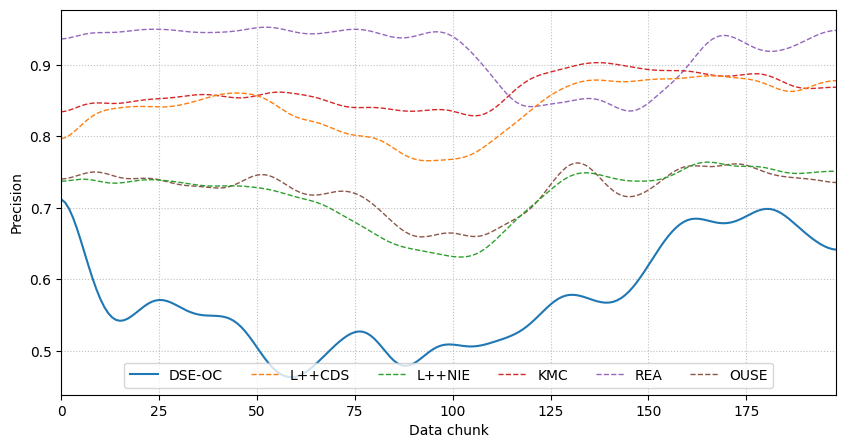 Precision
0.9
0.8
0.7
0.6
0.5
DSE-OC L++CDS L++NIE KMC REA OUSE
0 25 50 75 100 125 150 175
Data chunk